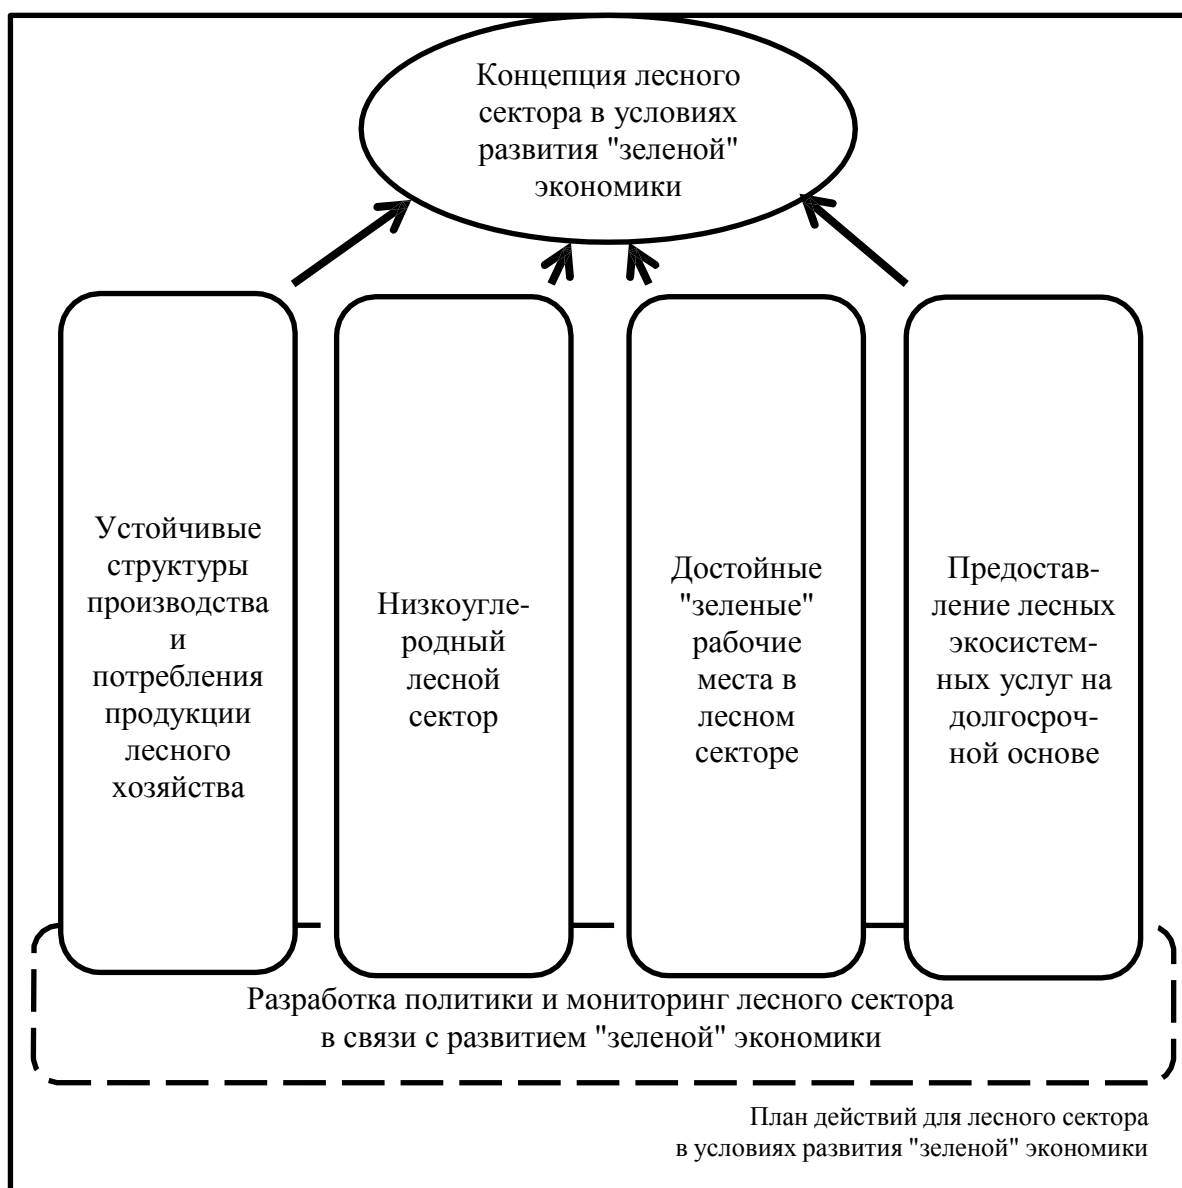 Концепция лесного
сектора в условиях
развития "зеленой"
экономики
Устойчивые
структуры
производства
и
потребления
продукции
лесного
хозяйства
Низкоугле-
родный
лесной
сектор
Достойные
"зеленые"
рабочие
места в
лесном
секторе
Предостав-
ление лесных
экосистем-
ных услуг на
долгосроч-
ной основе
Разработка политики и мониторинг лесного сектора
в связи с развитием "зеленой" экономики
План действий для лесного сектора
в условиях развития "зеленой" экономики